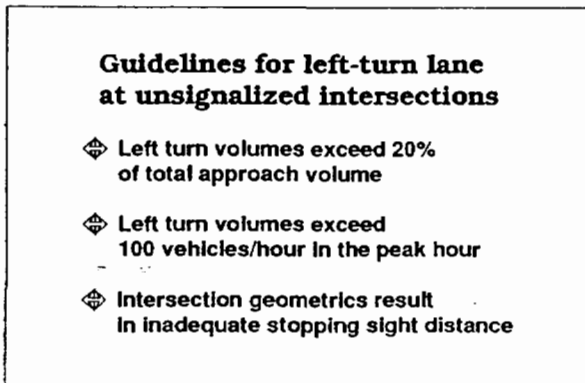 Guidelines for left-turn lane
at unsignalized intersections
Left turn volumes exceed 20%
of total approach volume
Left turn volumes exceed
100 vehicles/hour in the peak hour
Intersection geometrics result
in inadequate stopping sight distance